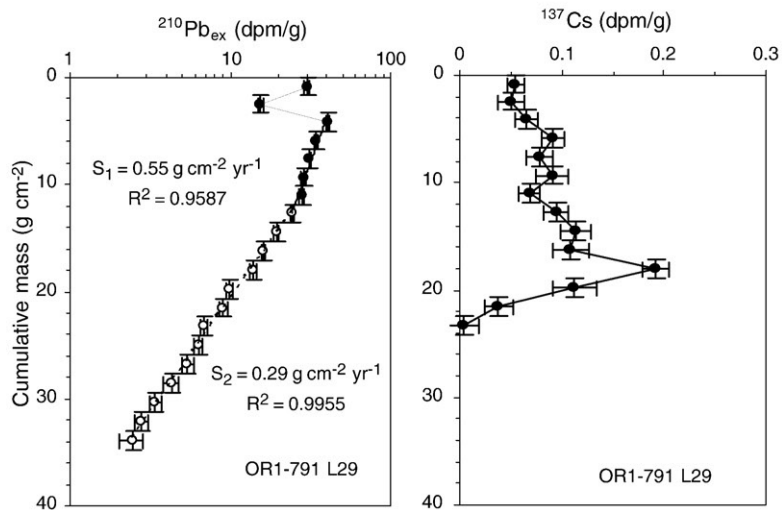 ²¹⁰Pbₑₓ (dpm/g)
1 10 100
0
10
20
30
40
Cumulative mass (g cm⁻²)
S₁ = 0.55 g cm⁻² yr⁻¹
R² = 0.9587
S₂ = 0.29 g cm⁻² yr⁻¹
R² = 0.9955
OR1-791 L29
¹³⁷Cs (dpm/g)
0 0.1 0.2 0.3
0
10
20
30
40
OR1-791 L29